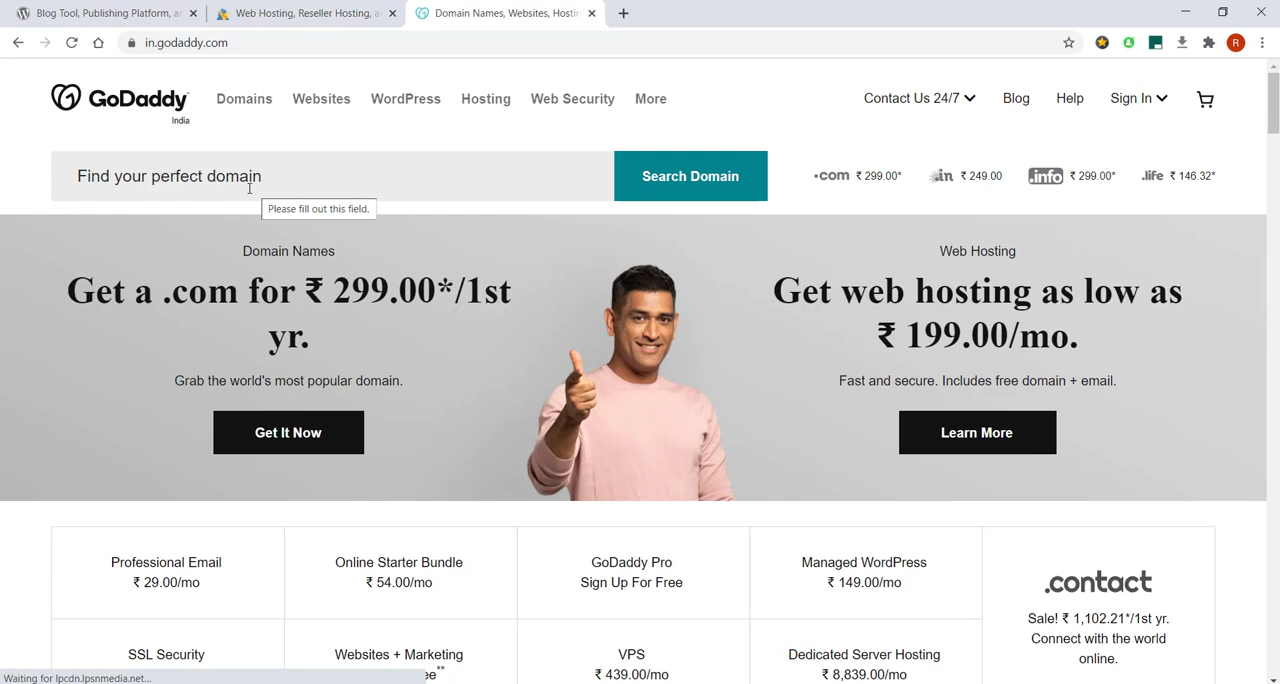 Blog Tool, Publishing Platform, a
Web Hosting, Reseller Hosting, a
Domain Names, Websites, Hostin
in.godaddy.com
R
GoDaddy
India
Domains
Websites
WordPress
Hosting
Web Security
More
Contact Us 24/7
Blog
Help
Sign In
Find your perfect domain
Search Domain
.com ₹ 299.00*
.in ₹ 249.00
.info ₹ 299.00*
.life ₹ 146.32*
Please fill out this field.
Domain Names
Get a .com for ₹ 299.00*/1st
yr.
Grab the world's most popular domain.
Get It Now
Web Hosting
Get web hosting as low as
₹ 199.00/mo.
Fast and secure. Includes free domain + email.
Learn More
Professional Email
₹ 29.00/mo
Online Starter Bundle
₹ 54.00/mo
GoDaddy Pro
Sign Up For Free
Managed WordPress
₹ 149.00/mo
.contact
Sale! ₹ 1,102.21*/1st yr.
Connect with the world
online.
SSL Security
Websites + Marketing
ee**
VPS
₹ 439.00/mo
Dedicated Server Hosting
₹ 8,839.00/mo
Waiting for lpcdn.lpsnmedia.net...